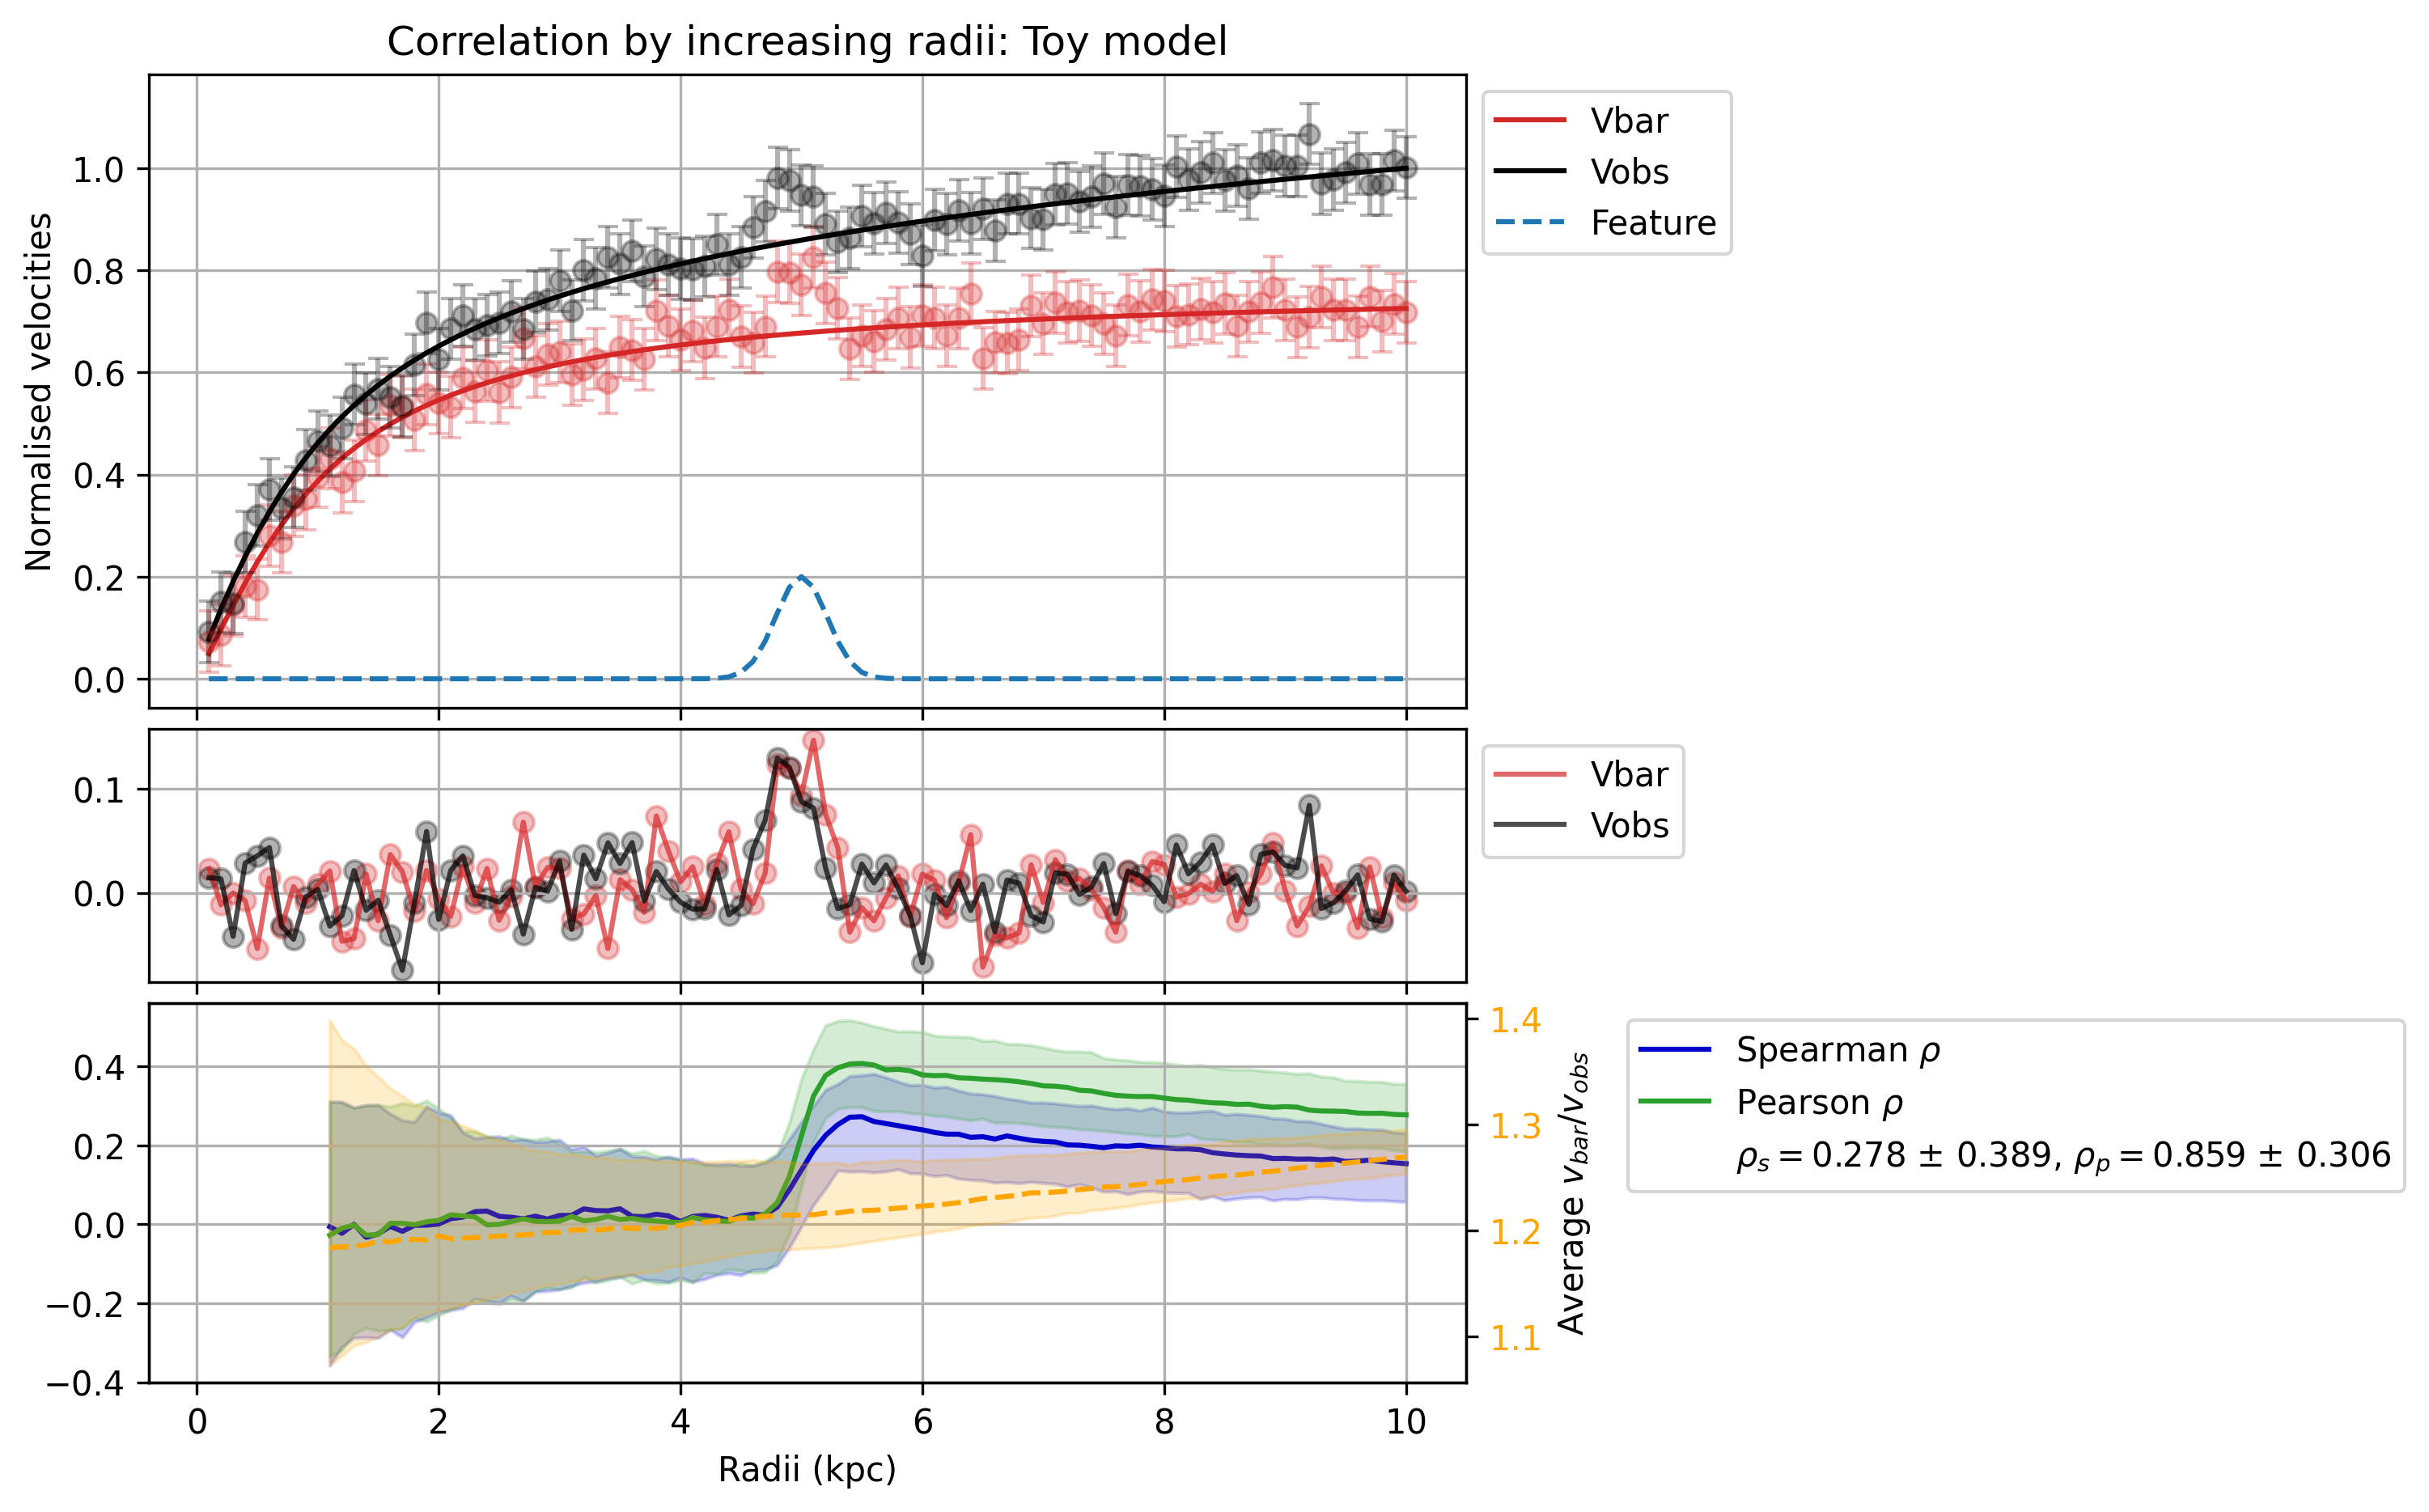 Correlation by increasing radii: Toy model
Normalised velocities
1.0
0.8
0.6
0.4
0.2
0.0
Vbar
Vobs
Feature
0.1
0.0
Vbar
Vobs
0.4
0.2
0.0
−0.2
−0.4
1.4
1.3
1.2
1.1
Average v_bar/v_obs
Spearman ρ
Pearson ρ
ρ_s = 0.278 ± 0.389, ρ_p = 0.859 ± 0.306
0 2 4 6 8 10
Radii (kpc)